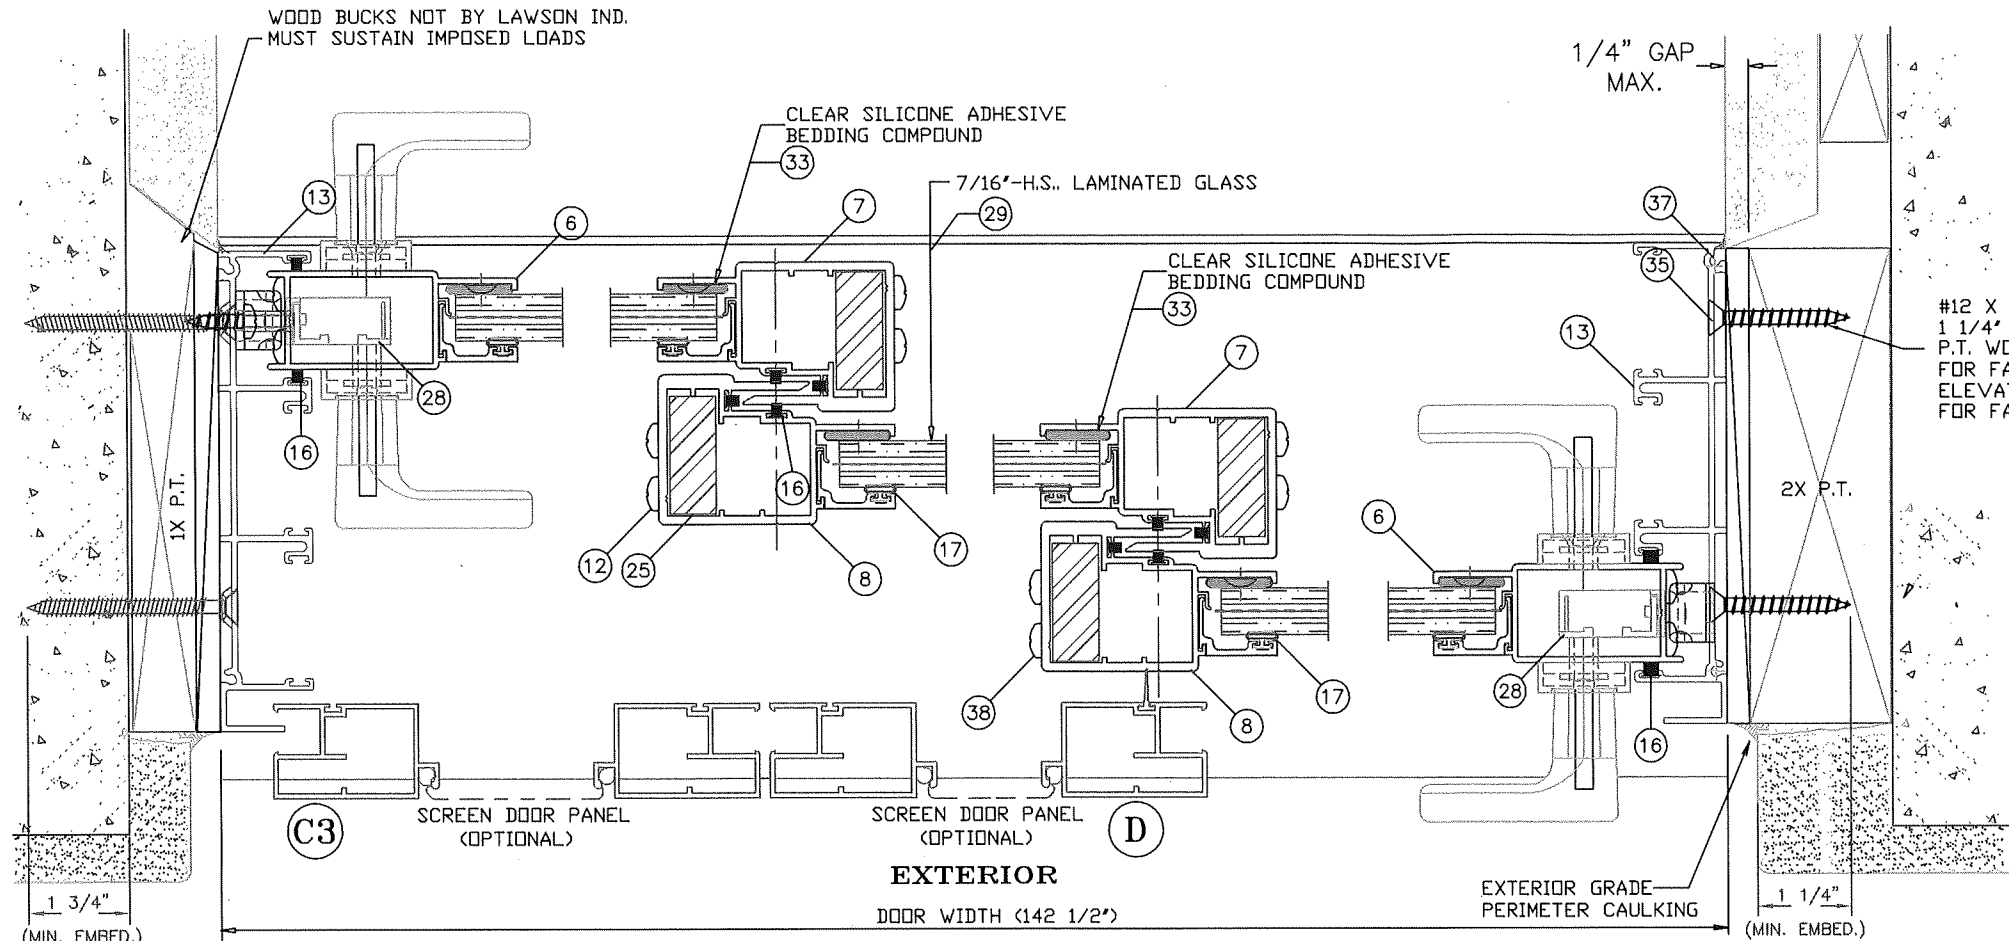 WOOD BUCKS NOT BY LAWSON IND.
MUST SUSTAIN IMPOSED LOADS
1/4" GAP
MAX.
CLEAR SILICONE ADHESIVE
BEDDING COMPOUND
33
7/16"-H.S.. LAMINATED GLASS
29
13
6
7
37
CLEAR SILICONE ADHESIVE
BEDDING COMPOUND
33
35
#12 X
1 1/4"
P.T. WD
FOR FA
ELEVAT
FOR FA
13
7
28
16
16
1X P.T.
2X P.T.
6
17
12
25
8
28
17
38
8
16
SCREEN DOOR PANEL
(OPTIONAL)
SCREEN DOOR PANEL
(OPTIONAL)
C3
D
EXTERIOR
EXTERIOR GRADE
PERIMETER CAULKING
1 3/4"
(MIN. EMBED.)
DOOR WIDTH (142 1/2")
1 1/4"
(MIN. EMBED.)